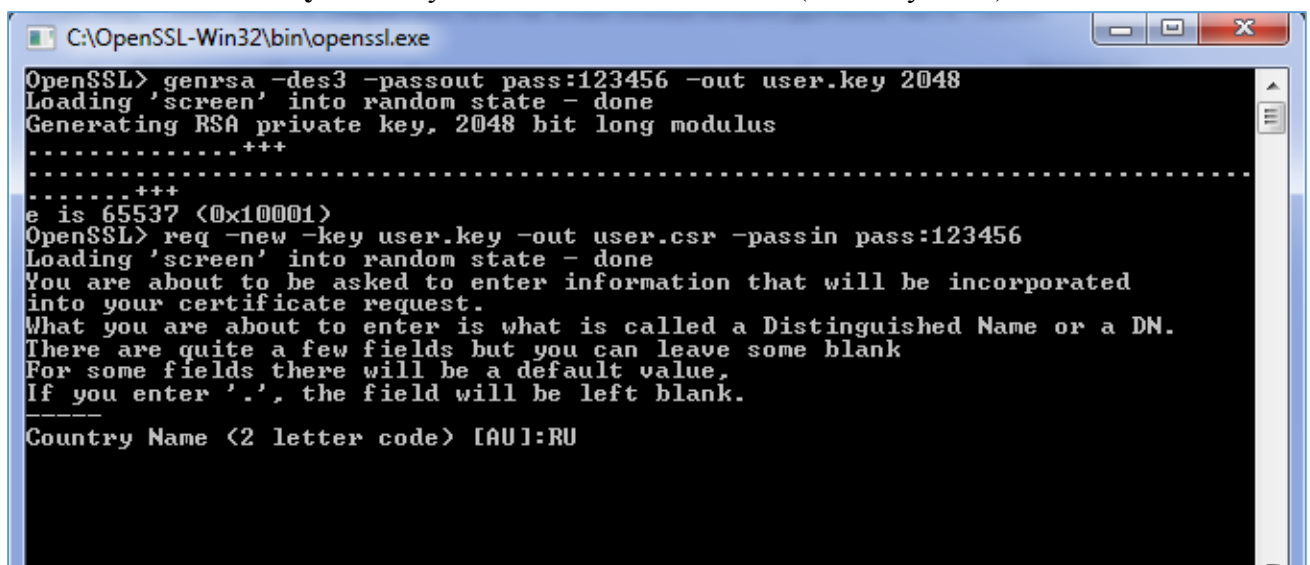 C:\OpenSSL-Win32\bin\openssl.exe
OpenSSL> genrsa -des3 -passout pass:123456 -out user.key 2048
Loading 'screen' into random state - done
Generating RSA private key, 2048 bit long modulus
...............+++
................................................................................
.......+++
e is 65537 (0x10001)
OpenSSL> req -new -key user.key -out user.csr -passin pass:123456
Loading 'screen' into random state - done
You are about to be asked to enter information that will be incorporated
into your certificate request.
What you are about to enter is what is called a Distinguished Name or a DN.
There are quite a few fields but you can leave some blank
For some fields there will be a default value,
If you enter '.', the field will be left blank.
-----
Country Name (2 letter code) [AU]:RU